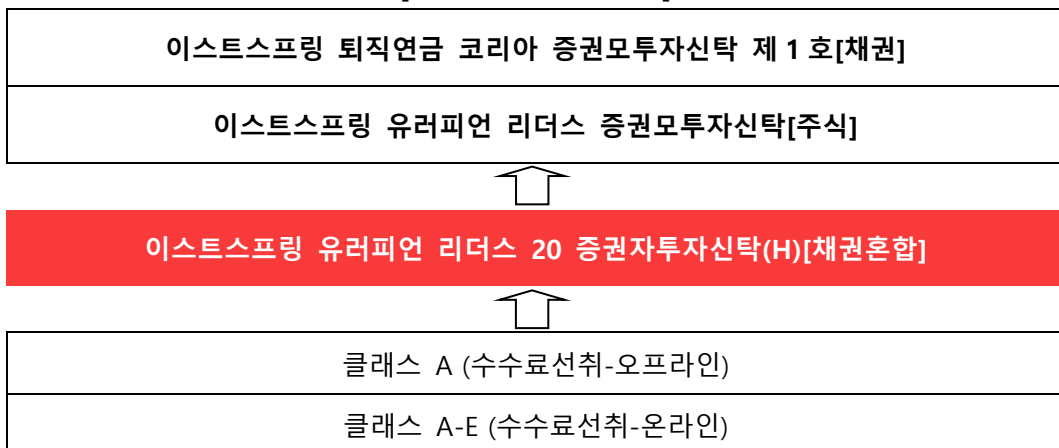 이스트스프링 퇴직연금 코리아 증권모투자신탁 제 1 호[채권]
이스트스프링 유러피언 리더스 증권모투자신탁[주식]
이스트스프링 유러피언 리더스 20 증권자투자신탁(H)[채권혼합]
클래스 A (수수료선취-오프라인)
클래스 A-E (수수료선취-온라인)